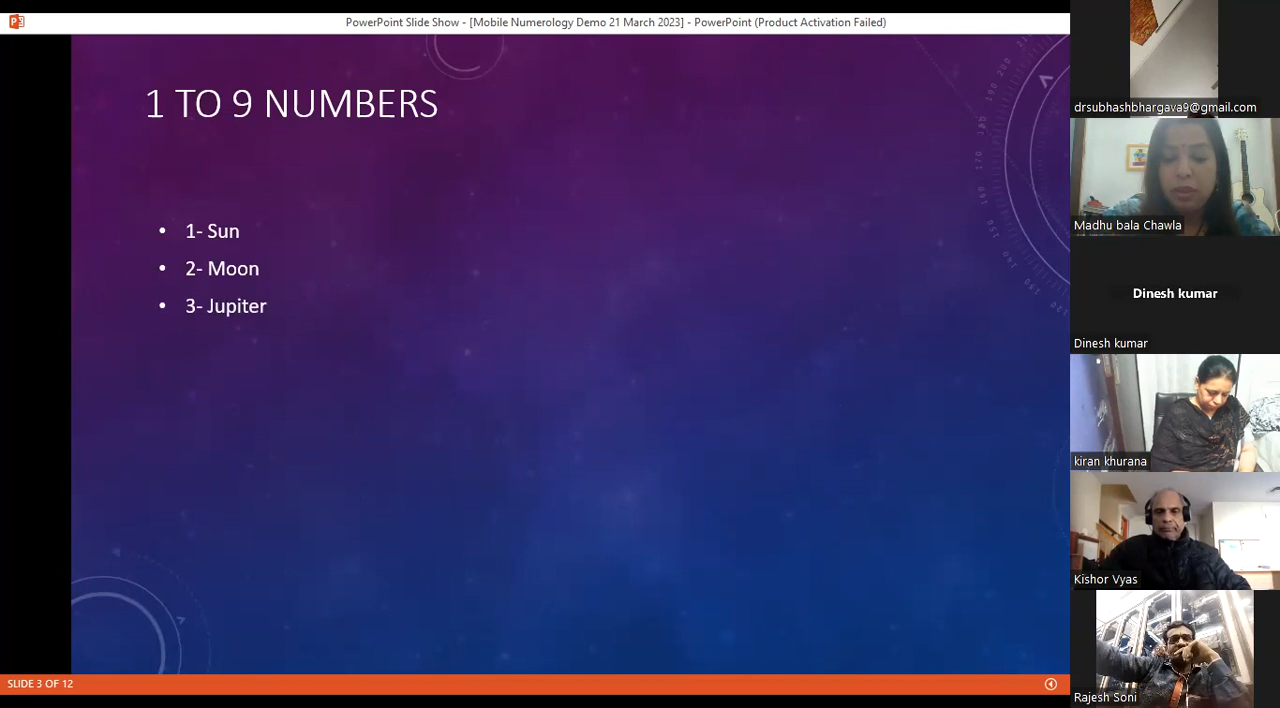 PowerPoint Slide Show - [Mobile Numerology Demo 21 March 2023] - PowerPoint (Product Activation Failed)
1 TO 9 NUMBERS
• 1- Sun
• 2- Moon
• 3- Jupiter
SLIDE 3 OF 12
drsubhashbhargava9@gmail.com
Madhu bala Chawla
Dinesh kumar
Dinesh kumar
kiran khurana
Kishor Vyas
Rajesh Soni